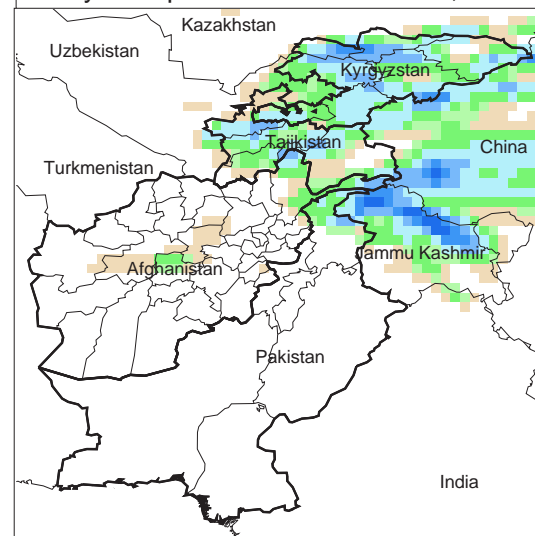 Kazakhstan
Uzbekistan
Kyrgyzstan
Tajikistan
China
Turkmenistan
Jammu Kashmir
Afghanistan
Pakistan
India